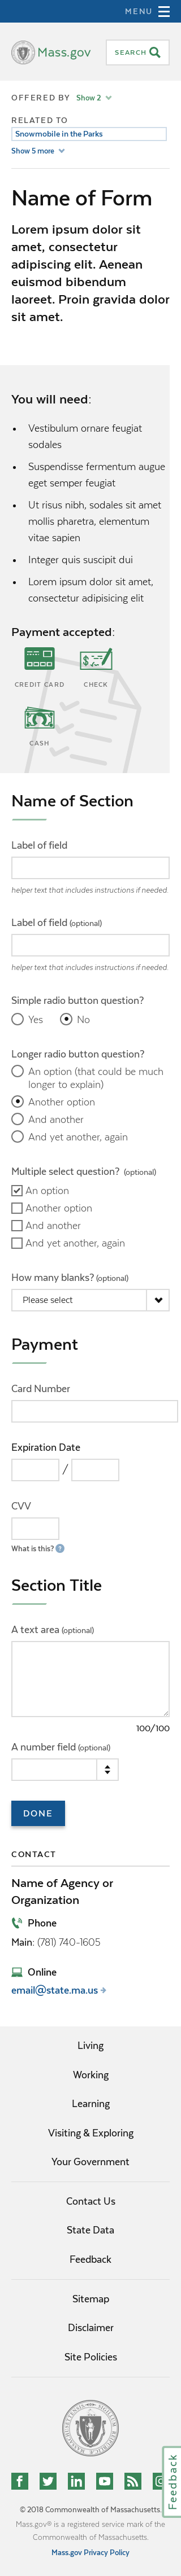 MENU
Mass.gov
SEARCH
OFFERED BY Show 2
RELATED TO
Snowmobile in the Parks
Show 5 more
Name of Form
Lorem ipsum dolor sit
amet, consectetur
adipiscing elit. Aenean
euismod bibendum
laoreet. Proin gravida dolor
sit amet.
You will need:
• Vestibulum ornare feugiat
sodales
• Suspendisse fermentum augue
eget semper feugiat
• Ut risus nibh, sodales sit amet
mollis pharetra, elementum
vitae sapien
• Integer quis suscipit dui
• Lorem ipsum dolor sit amet,
consectetur adipisicing elit
Payment accepted:
CREDIT CARD
CHECK
CASH
Name of Section
Label of field
helper text that includes instructions if needed.
Label of field (optional)
helper text that includes instructions if needed.
Simple radio button question?
Yes No
Longer radio button question?
An option (that could be much
longer to explain)
Another option
And another
And yet another, again
Multiple select question? (optional)
An option
Another option
And another
And yet another, again
How many blanks? (optional)
Please select
Payment
Card Number
Expiration Date
/
CVV
What is this?
Section Title
A text area (optional)
100/100
A number field (optional)
DONE
CONTACT
Name of Agency or
Organization
Phone
Main: (781) 740-1605
Online
email@state.ma.us
Living
Working
Learning
Visiting & Exploring
Your Government
Contact Us
State Data
Feedback
Sitemap
Disclaimer
Site Policies
Feedback
© 2018 Commonwealth of Massachusetts.
Mass.gov® is a registered service mark of the
Commonwealth of Massachusetts.
Mass.gov Privacy Policy